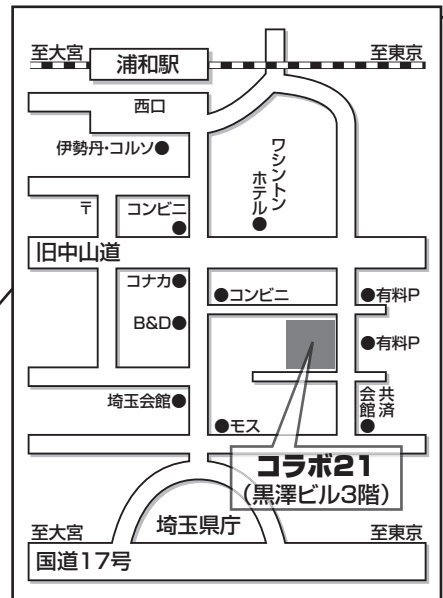 至大宮
浦和駅
至東京
西口
伊勢丹・コルソ
ワシントン
ホテル
〒
コンビニ
旧中山道
コナカ
コンビニ
有料P
B&D
有料P
埼玉会館
共済
会館
モス
コラボ21
（黒澤ビル3階）
至大宮
埼玉県庁
至東京
国道17号